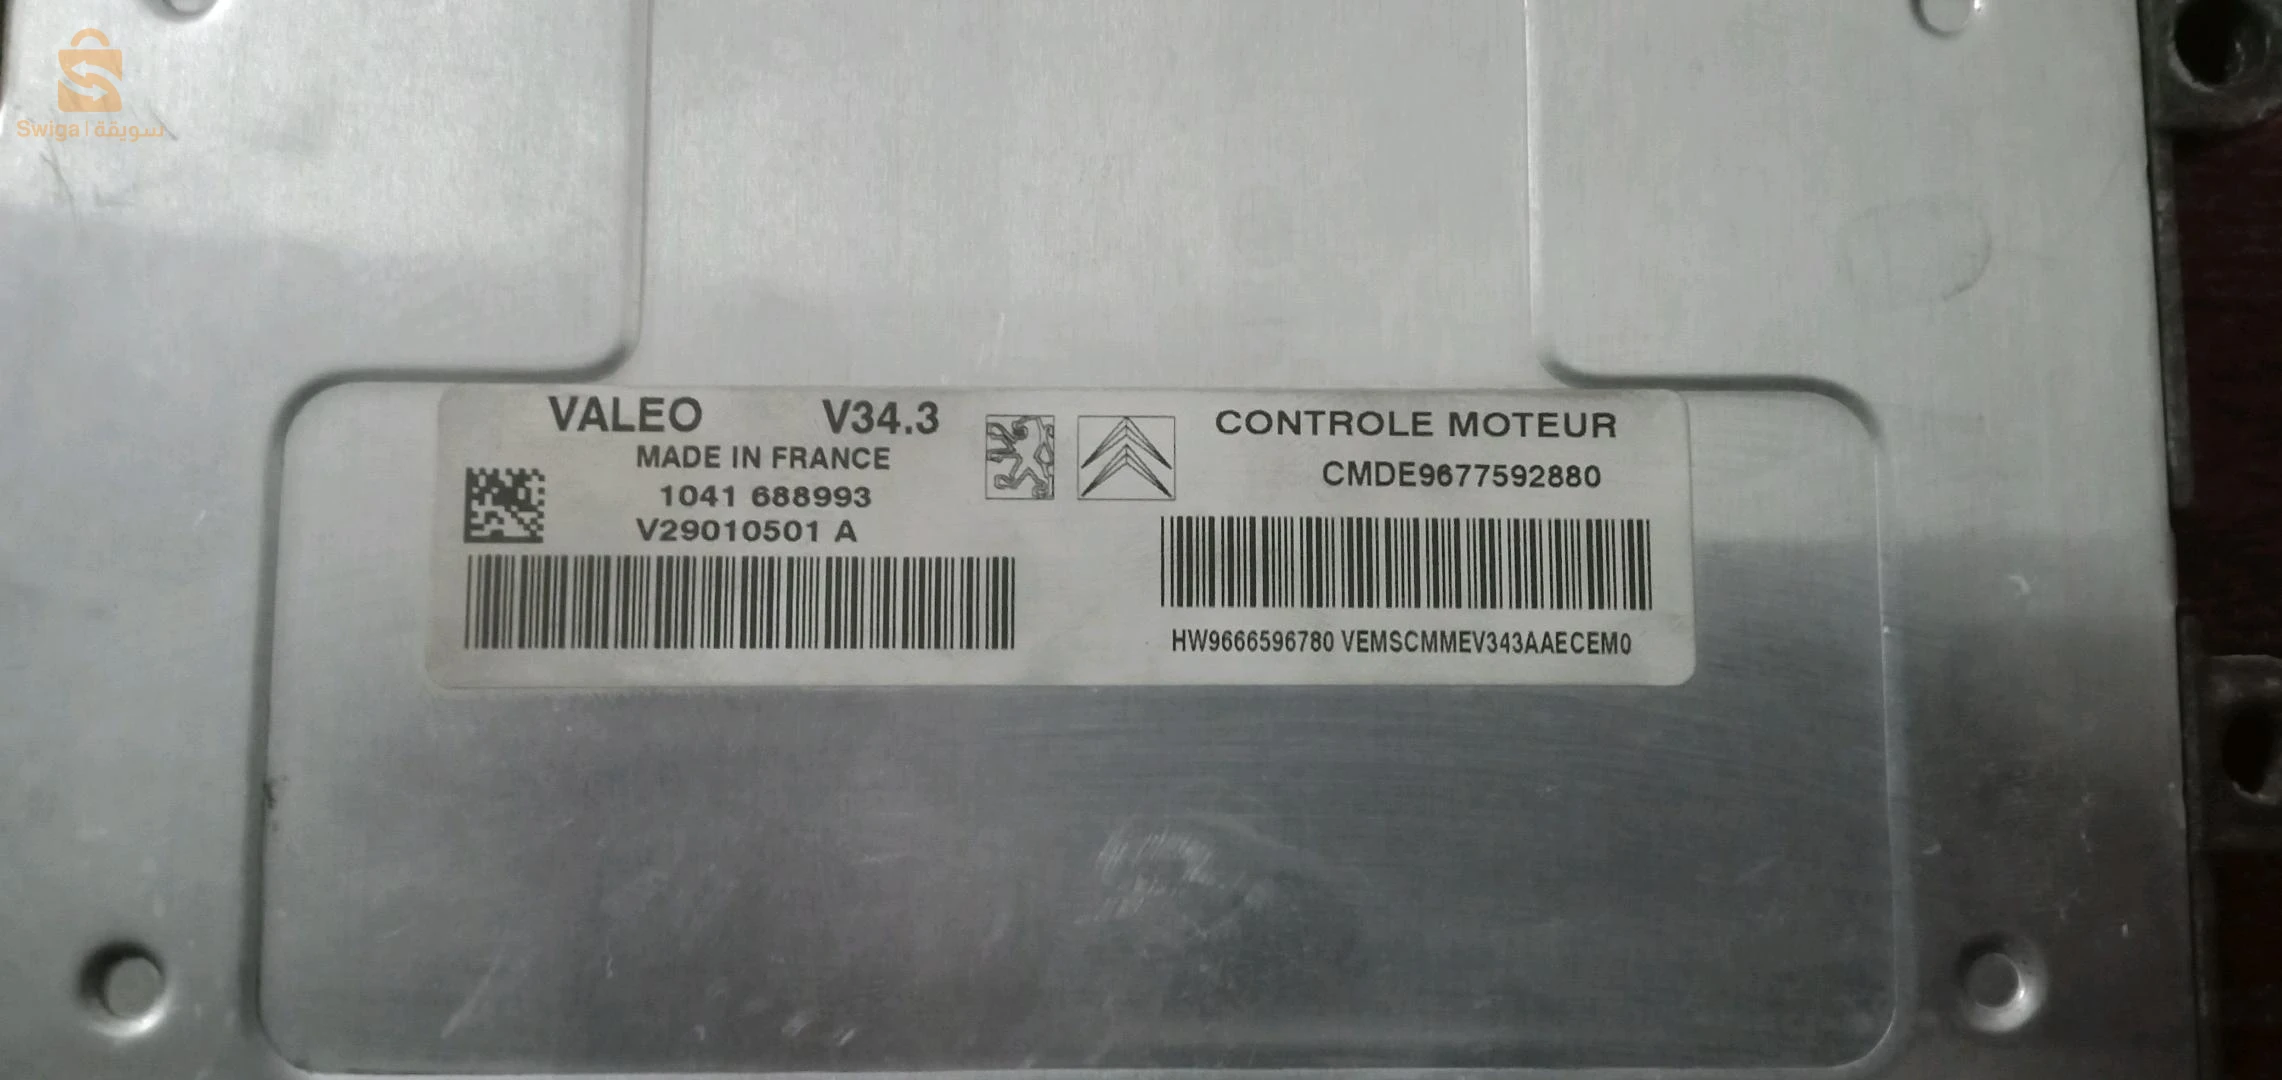 Swiga | سويقة
VALEO V34.3
MADE IN FRANCE
1041 688993
V29010501 A
CONTROLE MOTEUR
CMDE9677592880
HW9666596780 VEMSCMMEV343AAECEM0